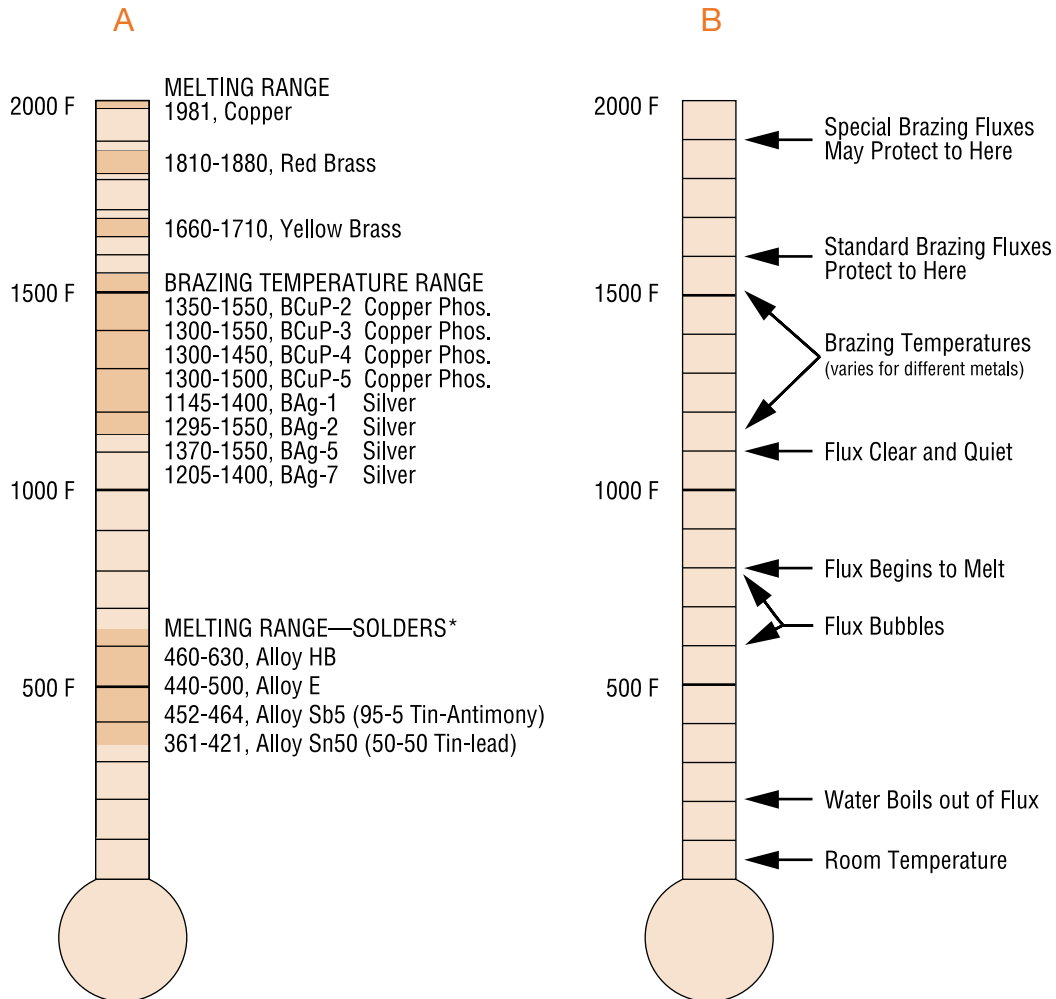 A
MELTING RANGE
2000 F
1981, Copper
1810-1880, Red Brass
1660-1710, Yellow Brass
BRAZING TEMPERATURE RANGE
1500 F
1350-1550, BCuP-2 Copper Phos.
1300-1550, BCuP-3 Copper Phos.
1300-1450, BCuP-4 Copper Phos.
1300-1500, BCuP-5 Copper Phos.
1145-1400, BAg-1 Silver
1295-1550, BAg-2 Silver
1370-1550, BAg-5 Silver
1205-1400, BAg-7 Silver
1000 F
MELTING RANGE—SOLDERS*
460-630, Alloy HB
500 F
440-500, Alloy E
452-464, Alloy Sb5 (95-5 Tin-Antimony)
361-421, Alloy Sn50 (50-50 Tin-lead)
B
2000 F
Special Brazing Fluxes
May Protect to Here
Standard Brazing Fluxes
Protect to Here
1500 F
Brazing Temperatures
(varies for different metals)
Flux Clear and Quiet
1000 F
Flux Begins to Melt
Flux Bubbles
500 F
Water Boils out of Flux
Room Temperature